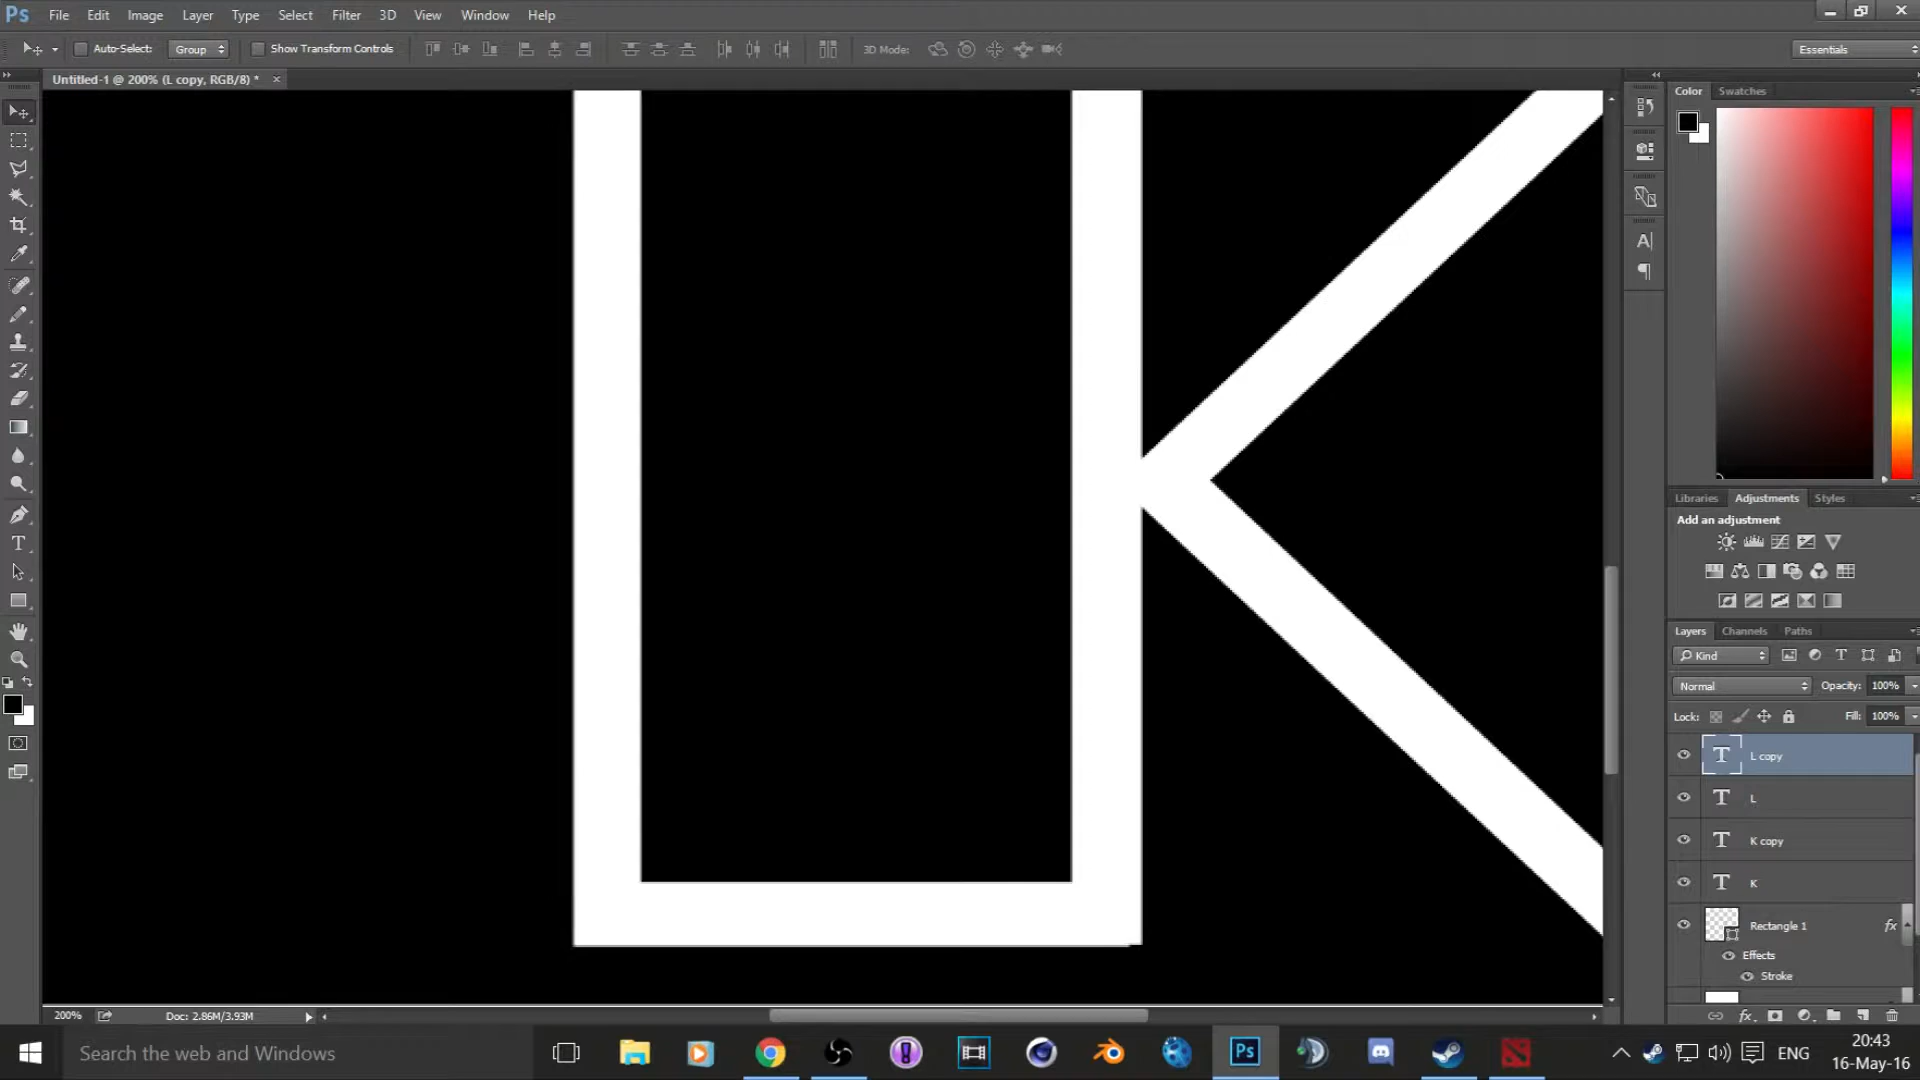 Ps File Edit Image Layer Type Select Filter 3D View Window Help
Auto-Select: Group Show Transform Controls 3D Mode: Essentials
Untitled-1 @ 200% (L copy, RGB/8) *
Color Swatches
Libraries Adjustments Styles
Add an adjustment
Layers Channels Paths
Kind
Normal Opacity: 100%
Lock: Fill: 100%
L copy
L
K copy
K
Rectangle 1 fx
Effects
Stroke
200% Doc: 2.86M/3.93M
Search the web and Windows
Ps
ENG
20:43
16-May-16